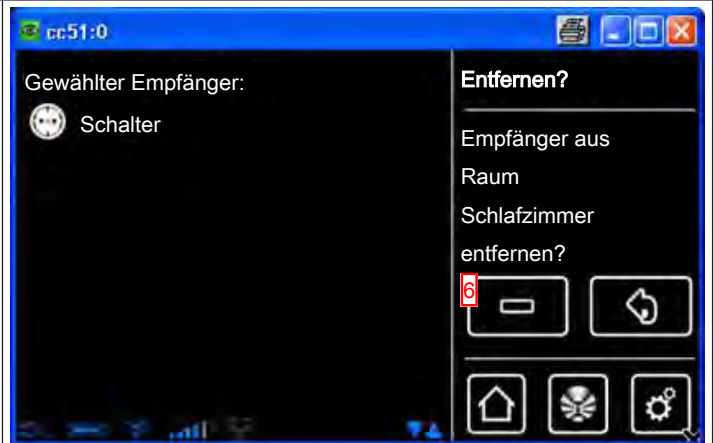 cc51:0
Gewählter Empfänger:
Schalter
Entfernen?
Empfänger aus
Raum
Schlafzimmer
entfernen?
6